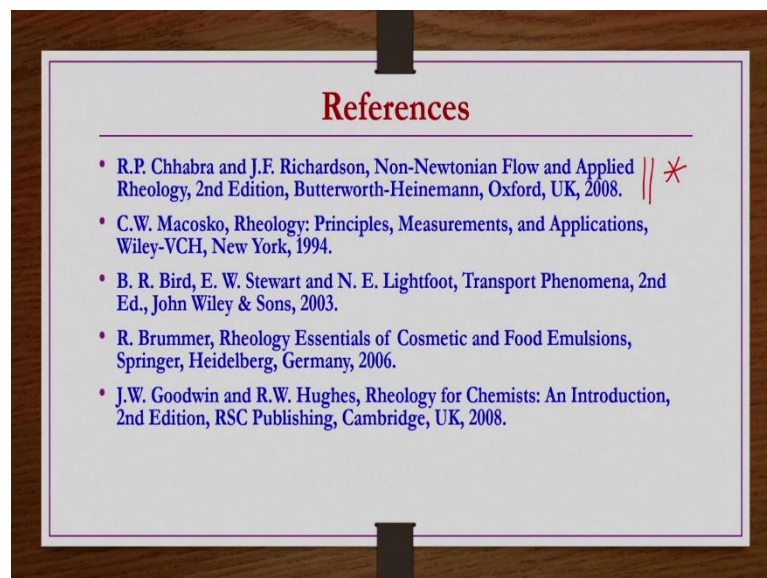 References
• R.P. Chhabra and J.F. Richardson, Non-Newtonian Flow and Applied
Rheology, 2nd Edition, Butterworth-Heinemann, Oxford, UK, 2008.
• C.W. Macosko, Rheology: Principles, Measurements, and Applications,
Wiley-VCH, New York, 1994.
• B. R. Bird, E. W. Stewart and N. E. Lightfoot, Transport Phenomena, 2nd
Ed., John Wiley & Sons, 2003.
• R. Brummer, Rheology Essentials of Cosmetic and Food Emulsions,
Springer, Heidelberg, Germany, 2006.
• J.W. Goodwin and R.W. Hughes, Rheology for Chemists: An Introduction,
2nd Edition, RSC Publishing, Cambridge, UK, 2008.